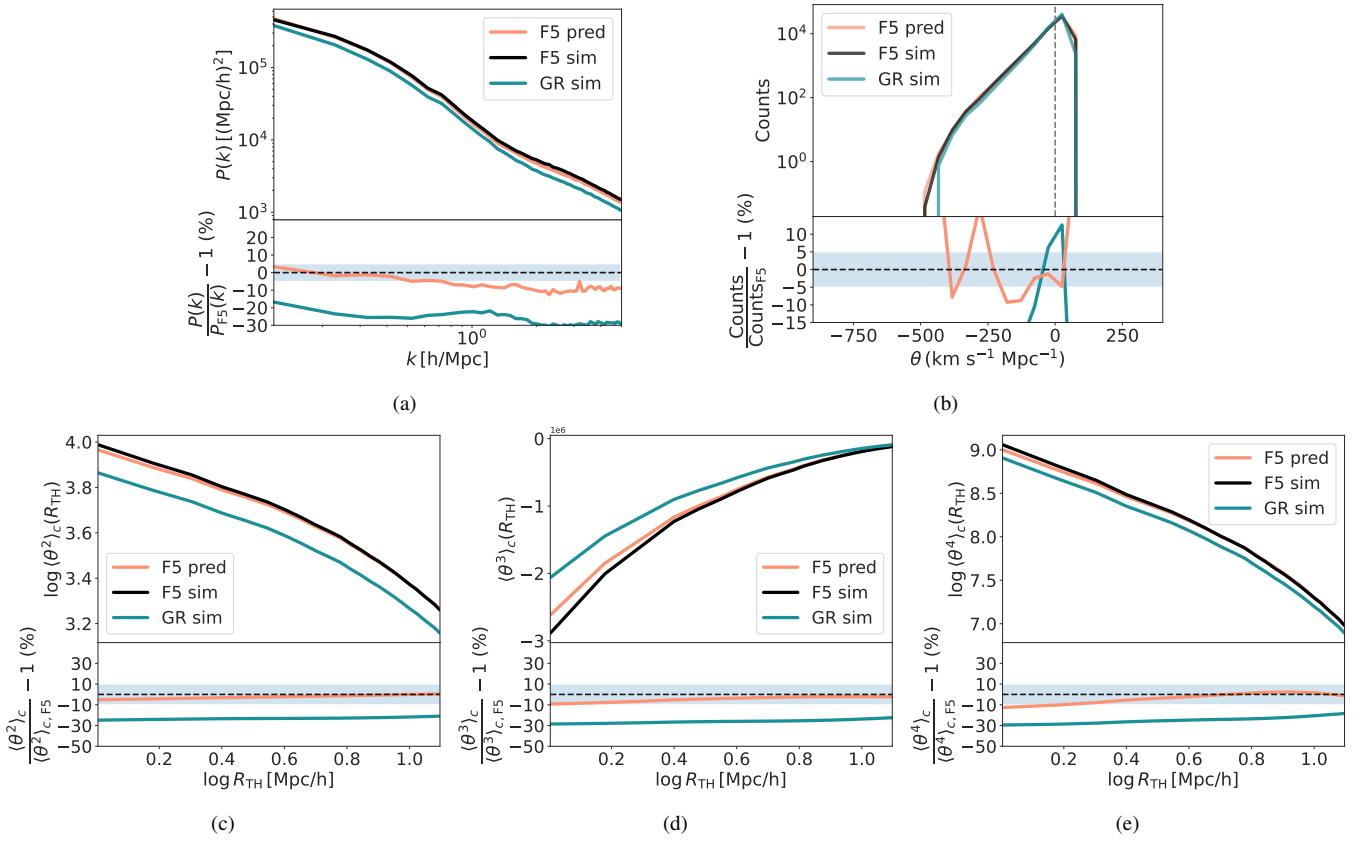 F5 pred
F5 sim
GR sim
P(k) [(Mpc/h)²]
10⁵
10⁴
10³
P(k)/P_F5(k) − 1 (%)
20
10
0
−10
−20
−30
10⁰
k [h/Mpc]
(a)
F5 pred
F5 sim
GR sim
Counts
10⁴
10²
10⁰
Counts/Counts_F5 − 1 (%)
10
5
0
−5
−10
−15
−750
−500
−250
0
250
θ (km s⁻¹ Mpc⁻¹)
(b)
log⟨θ²⟩_c(R_TH)
4.0
3.8
3.6
3.4
3.2
F5 pred
F5 sim
GR sim
⟨θ²⟩_c/⟨θ²⟩_c, F5 − 1 (%)
30
10
−10
−30
−50
0.2
0.4
0.6
0.8
1.0
log R_TH [Mpc/h]
(c)
1e6
⟨θ³⟩_c(R_TH)
0
−1
−2
−3
F5 pred
F5 sim
GR sim
⟨θ³⟩_c/⟨θ³⟩_c, F5 − 1 (%)
30
10
−10
−30
−50
0.2
0.4
0.6
0.8
1.0
log R_TH [Mpc/h]
(d)
log⟨θ⁴⟩_c(R_TH)
9.0
8.5
8.0
7.5
7.0
F5 pred
F5 sim
GR sim
⟨θ⁴⟩_c/⟨θ⁴⟩_c, F5 − 1 (%)
30
10
−10
−30
−50
0.2
0.4
0.6
0.8
1.0
log R_TH [Mpc/h]
(e)